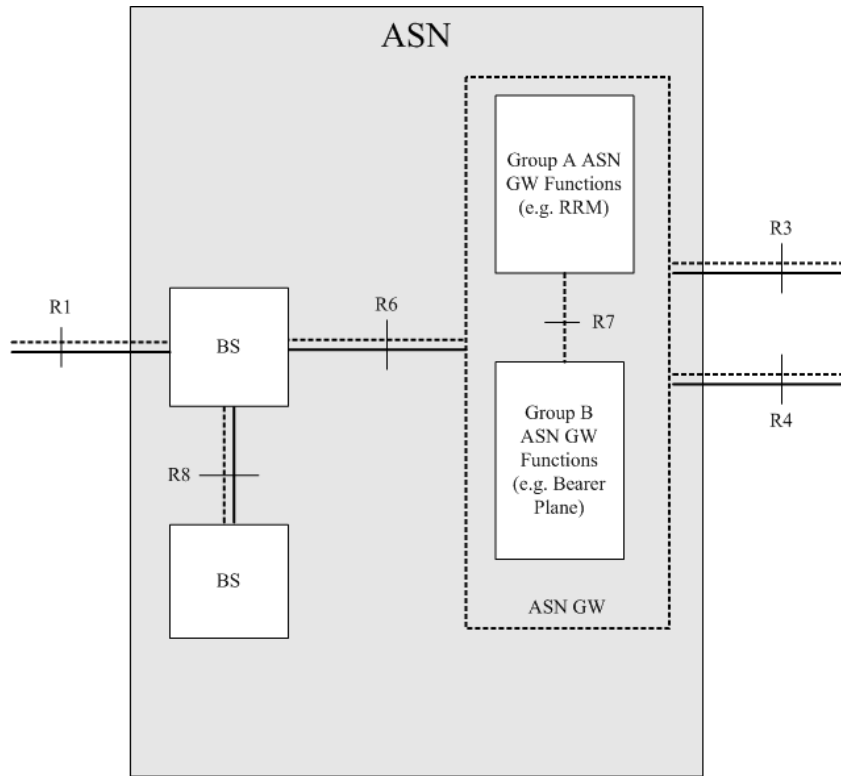 ASN
Group A ASN
GW Functions
(e.g. RRM)
R3
R1
R6
R7
BS
R4
Group B
ASN GW
Functions
(e.g. Bearer
Plane)
R8
BS
ASN GW